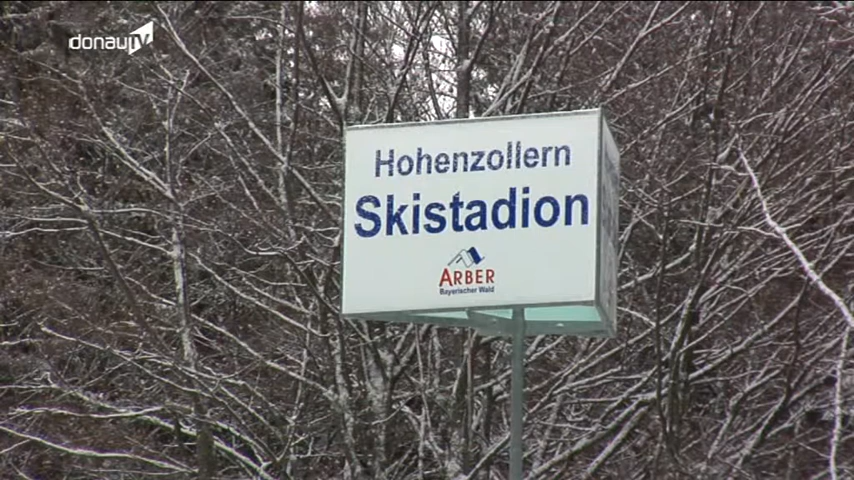 donauTV
Hohenzollern
Skistadion
ARBER
Bayerischer Wald